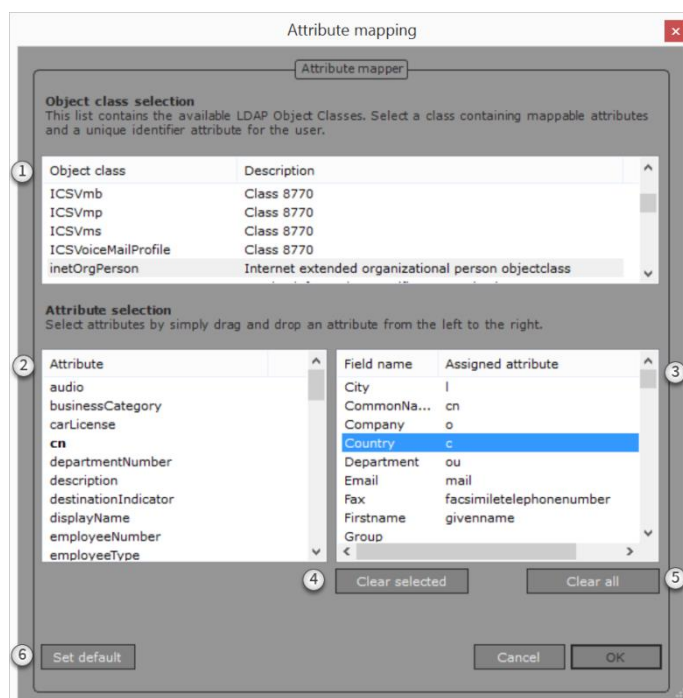 Attribute mapping
Attribute mapper
Object class selection
This list contains the available LDAP Object Classes. Select a class containing mappable attributes
and a unique identifier attribute for the user.
1
Object class Description
ICSVmb Class 8770
ICSVmp Class 8770
ICSVms Class 8770
ICSVoiceMailProfile Class 8770
inetOrgPerson Internet extended organizational person objectclass
Attribute selection
Select attributes by simply drag and drop an attribute from the left to the right.
2
Attribute
audio
businessCategory
carLicense
cn
departmentNumber
description
destinationIndicator
displayName
employeeNumber
employeeType
Field name Assigned attribute
3
City l
CommonNa... cn
Company o
Country c
Department ou
Email mail
Fax facsimiletelephonenumber
Firstname givenname
Group
4
Clear selected
Clear all
5
6
Set default
Cancel
OK